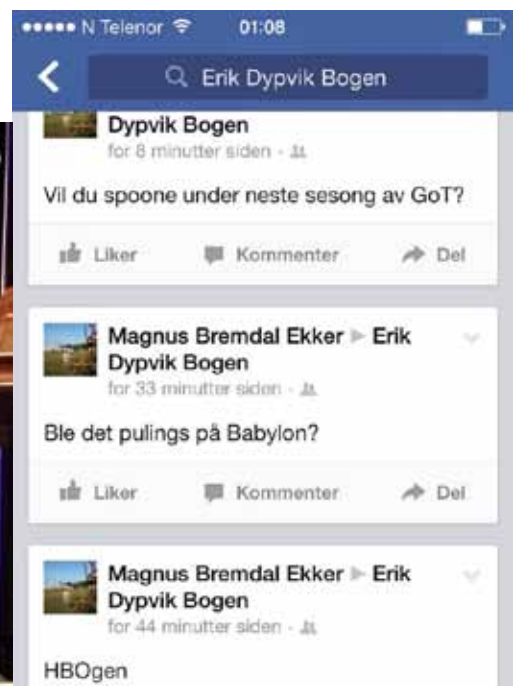 N Telenor 01:08
Erik Dypvik Bogen
Dypvik Bogen
for 8 minutter siden ·
Vil du spoone under neste sesong av GoT?
Liker Kommenter Del
Magnus Bremdal Ekker ▶ Erik
Dypvik Bogen
for 33 minutter siden ·
Ble det pulings på Babylon?
Liker Kommenter Del
Magnus Bremdal Ekker ▶ Erik
Dypvik Bogen
for 44 minutter siden ·
HBOgen